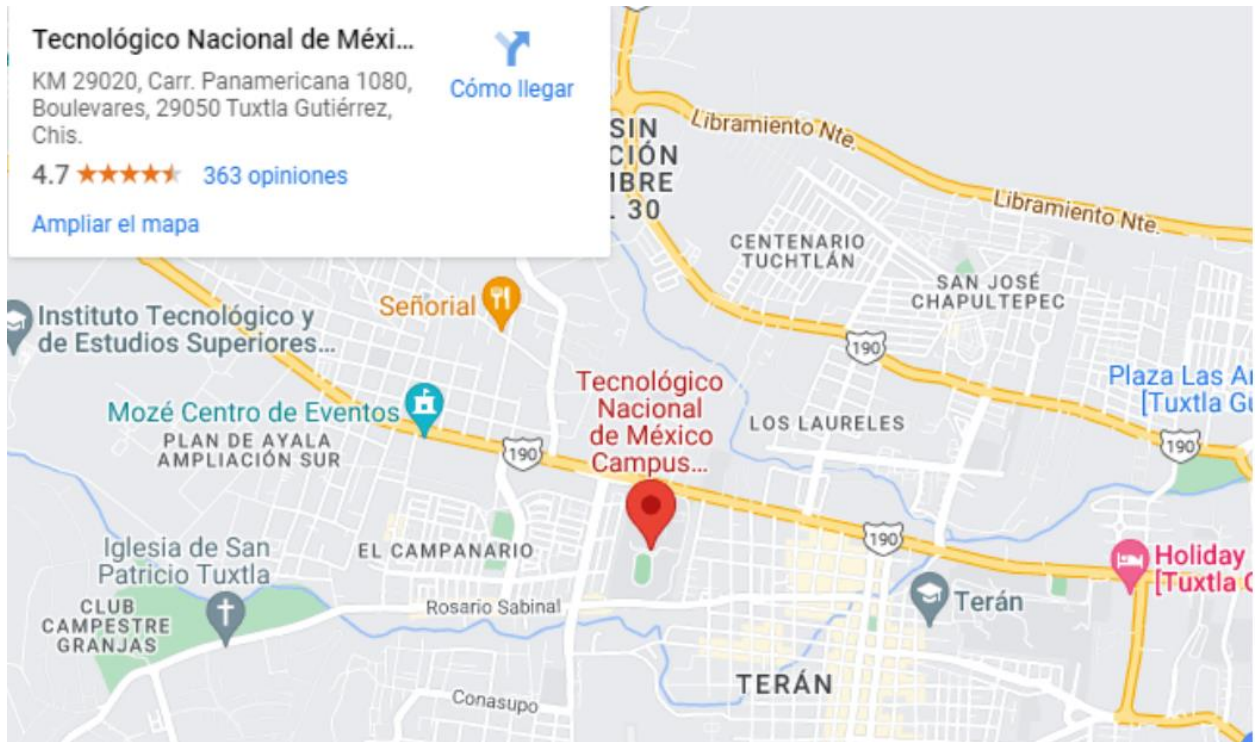 Tecnológico Nacional de Méxi...
KM 29020, Carr. Panamericana 1080,
Boulevares, 29050 Tuxtla Gutiérrez,
Chis.
4.7
363 opiniones
Ampliar el mapa
Cómo llegar
SIN
CIÓN
IBRE
. 30
Libramiento Nte.
Libramiento Nte.
CENTENARIO
TUCHTLÁN
SAN JOSÉ
CHAPULTEPEC
Señorial
Instituto Tecnológico y
de Estudios Superiores...
190
Plaza Las
[Tuxtla
Tecnológico
Nacional
de México
Campus...
Mozé Centro de Eventos
LOS LAURELES
PLAN DE AYALA
AMPLIACIÓN SUR
190
190
190
EL CAMPANARIO
Iglesia de San
Patricio Tuxtla
Holiday
[Tuxtla
CLUB
CAMPESTRE
GRANJAS
Rosario Sabinal
Terán
TERÁN
Conasupo